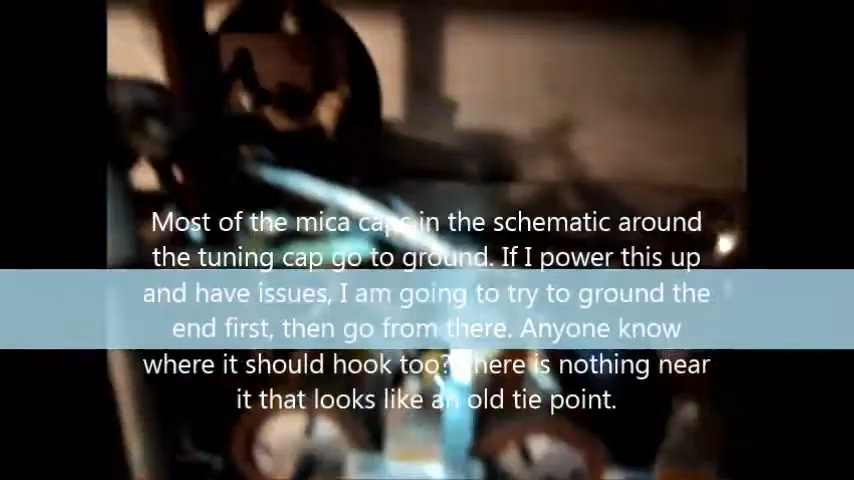 Most of the mica caps in the schematic around
the tuning cap go to ground. If I power this up
and have issues, I am going to try to ground the
end first, then go from there. Anyone know
where it should hook too? There is nothing near
it that looks like an old tie point.